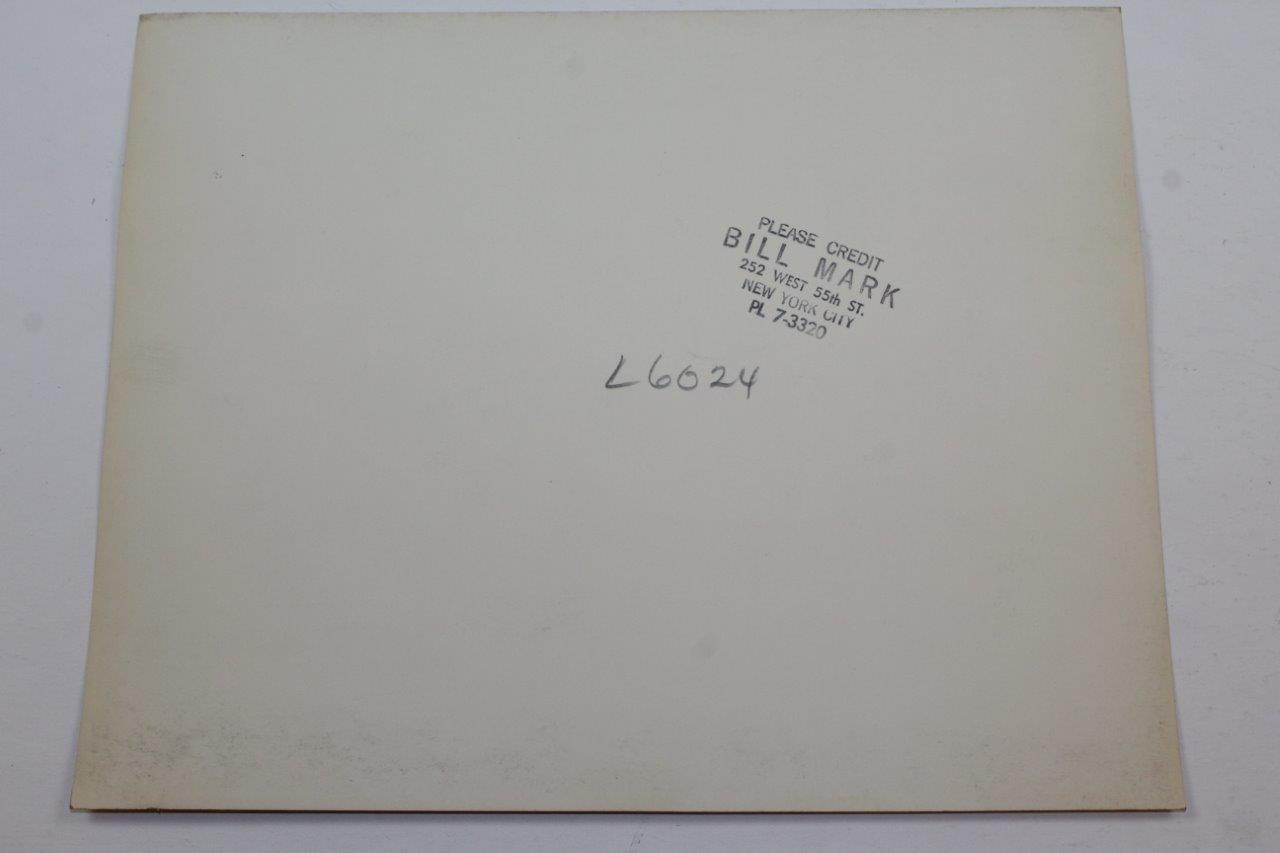 PLEASE CREDIT
BILL MARK
252 WEST 55th ST.
NEW YORK CITY
PL 7-3320
L6024